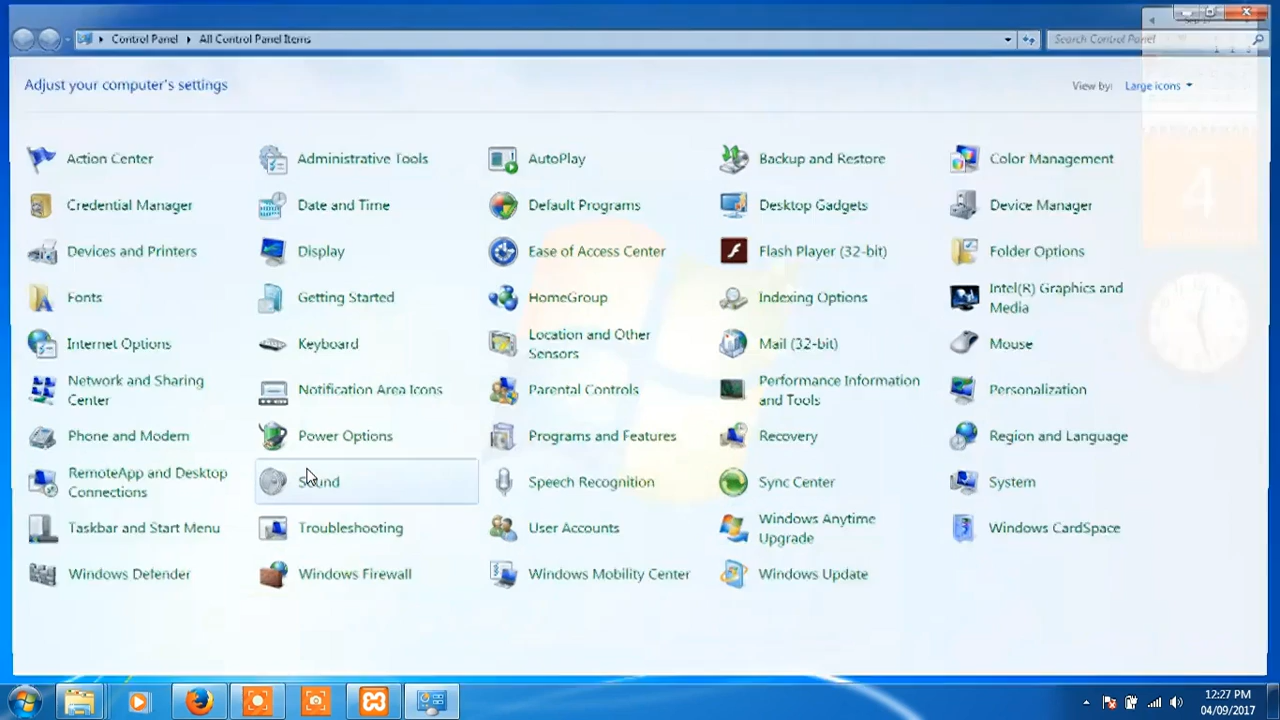 Control Panel
All Control Panel Items
Search Control Panel
Adjust your computer's settings
View by: Large icons
Action Center
Administrative Tools
AutoPlay
Backup and Restore
Color Management
Credential Manager
Date and Time
Default Programs
Desktop Gadgets
Device Manager
4
Devices and Printers
Display
Ease of Access Center
Flash Player (32-bit)
Folder Options
Fonts
Getting Started
HomeGroup
Indexing Options
Intel(R) Graphics and
Media
Internet Options
Keyboard
Location and Other
Sensors
Mail (32-bit)
Mouse
Network and Sharing
Center
Notification Area Icons
Parental Controls
Performance Information
and Tools
Personalization
Phone and Modem
Power Options
Programs and Features
Recovery
Region and Language
RemoteApp and Desktop
Connections
Sound
Speech Recognition
Sync Center
System
Taskbar and Start Menu
Troubleshooting
User Accounts
Windows Anytime
Upgrade
Windows CardSpace
Windows Defender
Windows Firewall
Windows Mobility Center
Windows Update
12:27 PM
04/09/2017